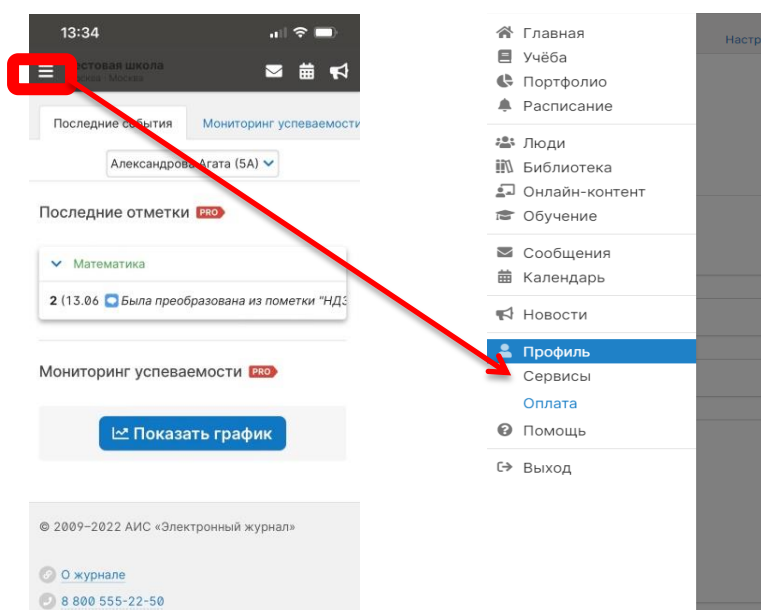 13:34
стовая школа
Москва · Москва
Последние события
Мониторинг успеваемости
Александрова Агата (5А)
Последние отметки PRO
Математика
2 (13.06 Была преобразована из пометки "НДЗ
Мониторинг успеваемости PRO
Показать график
© 2009–2022 АИС «Электронный журнал»
О журнале
8 800 555-22-50
Главная
Учёба
Портфолио
Расписание
Люди
Библиотека
Онлайн-контент
Обучение
Сообщения
Календарь
Новости
Профиль
Сервисы
Оплата
Помощь
Выход
Настр